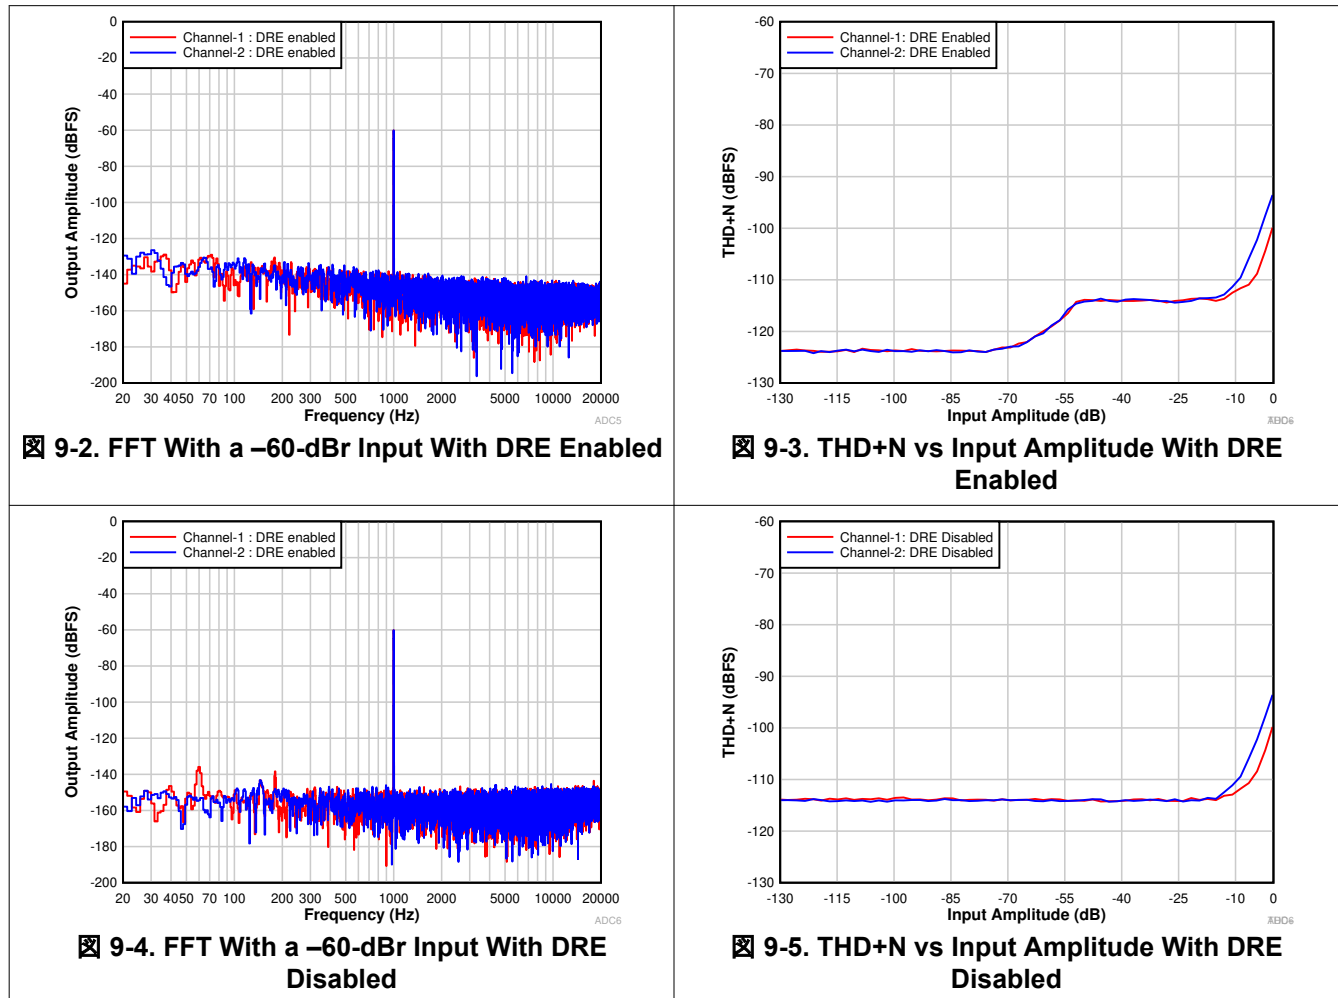 0
-20
-40
-60
-80
-100
-120
-140
-160
-180
-200
Output Amplitude (dBFS)
Channel-1 : DRE enabled
Channel-2 : DRE enabled
20 30 4050 70 100 200 300 500 1000 2000 5000 10000 20000
Frequency (Hz)
ADC5
図 9-2. FFT With a –60-dBr Input With DRE Enabled
-60
-70
-80
-90
-100
-110
-120
-130
THD+N (dBFS)
Channel-1: DRE Enabled
Channel-2: DRE Enabled
-130 -115 -100 -85 -70 -55 -40 -25 -10 0
Input Amplitude (dB)
図 9-3. THD+N vs Input Amplitude With DRE
Enabled
0
-20
-40
-60
-80
-100
-120
-140
-160
-180
-200
Output Amplitude (dBFS)
Channel-1 : DRE enabled
Channel-2 : DRE enabled
20 30 4050 70 100 200 300 500 1000 2000 5000 10000 20000
Frequency (Hz)
ADC6
図 9-4. FFT With a –60-dBr Input With DRE
Disabled
-60
-70
-80
-90
-100
-110
-120
-130
THD+N (dBFS)
Channel-1: DRE Disabled
Channel-2: DRE Disabled
-130 -115 -100 -85 -70 -55 -40 -25 -10 0
Input Amplitude (dB)
図 9-5. THD+N vs Input Amplitude With DRE
Disabled